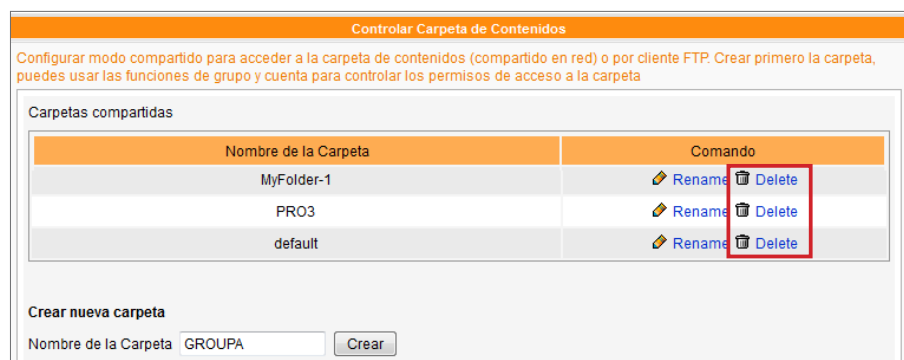 Controlar Carpeta de Contenidos
Configurar modo compartido para acceder a la carpeta de contenidos (compartido en red) o por cliente FTP. Crear primero la carpeta,
puedes usar las funciones de grupo y cuenta para controlar los permisos de acceso a la carpeta
Carpetas compartidas
Nombre de la Carpeta Comando
MyFolder-1 Rename Delete
PRO3 Rename Delete
default Rename Delete
Crear nueva carpeta
Nombre de la Carpeta GROUPA Crear